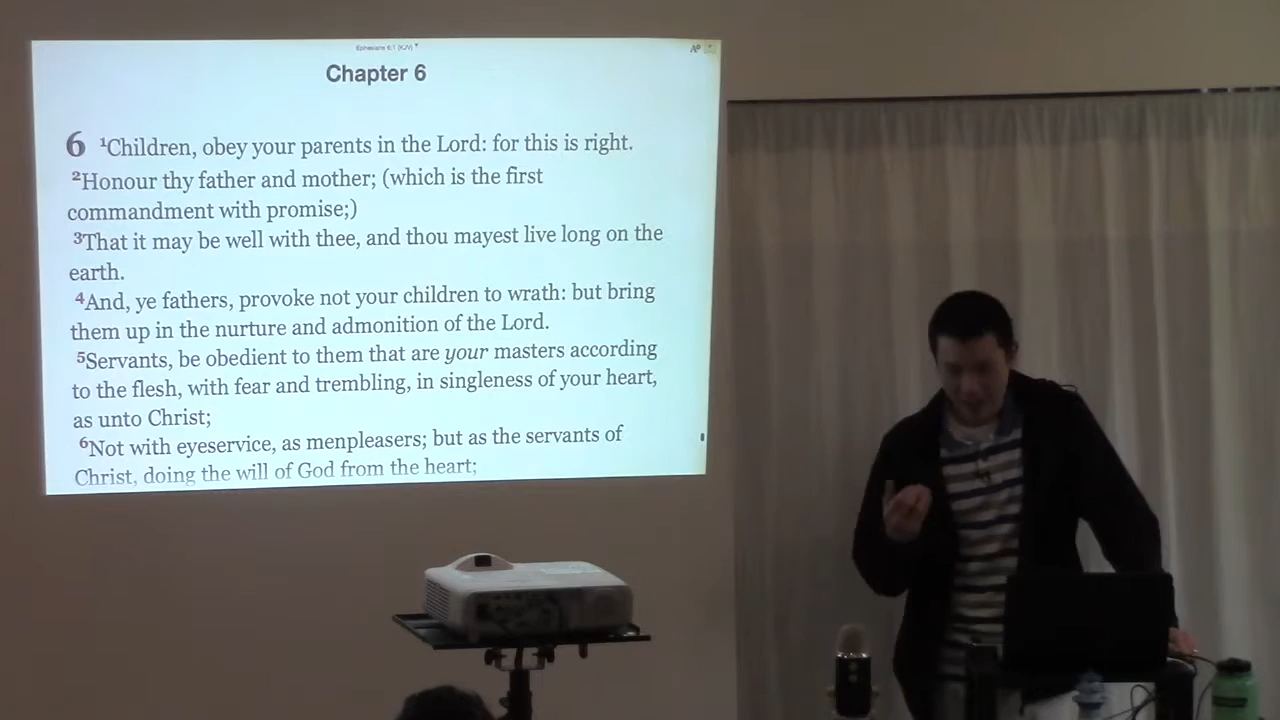 Ephesians 6:1 (KJV)
Chapter 6
6 1Children, obey your parents in the Lord: for this is right.
2Honour thy father and mother; (which is the first
commandment with promise;)
3That it may be well with thee, and thou mayest live long on the
earth.
4And, ye fathers, provoke not your children to wrath: but bring
them up in the nurture and admonition of the Lord.
5Servants, be obedient to them that are your masters according
to the flesh, with fear and trembling, in singleness of your heart,
as unto Christ;
6Not with eyeservice, as menpleasers; but as the servants of
Christ, doing the will of God from the heart;